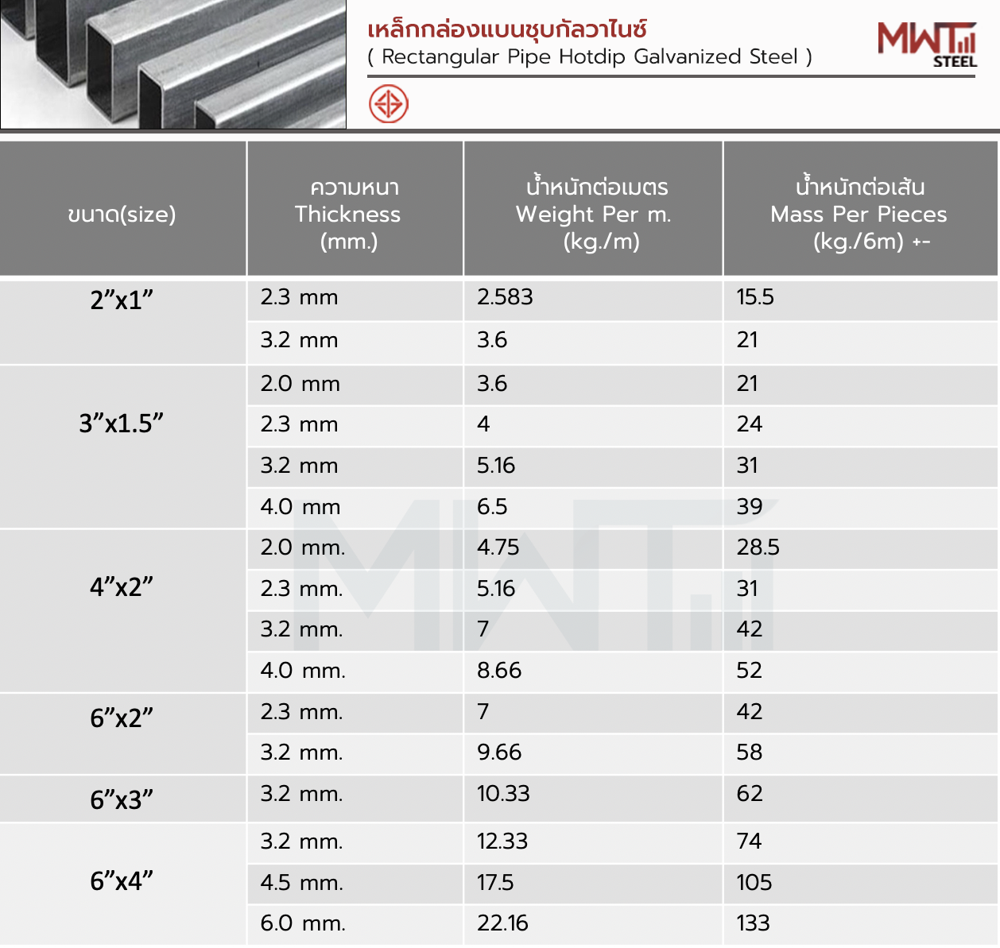 เหล็กกล่องแบนชุบกัลวาไนซ์
( Rectangular Pipe Hotdip Galvanized Steel )
MWT
STEEL
ขนาด(size)
ความหนา
Thickness
(mm.)
น้ำหนักต่อเมตร
Weight Per m.
(kg./m)
น้ำหนักต่อเส้น
Mass Per Pieces
(kg./6m) +-
2”x1” 2.3 mm 2.583 15.5
3.2 mm 3.6 21
3”x1.5” 2.0 mm 3.6 21
2.3 mm 4 24
3.2 mm 5.16 31
4.0 mm 6.5 39
4”x2” 2.0 mm. 4.75 28.5
2.3 mm. 5.16 31
3.2 mm. 7 42
4.0 mm. 8.66 52
6”x2” 2.3 mm. 7 42
3.2 mm. 9.66 58
6”x3” 3.2 mm. 10.33 62
6”x4” 3.2 mm. 12.33 74
4.5 mm. 17.5 105
6.0 mm. 22.16 133
MWT